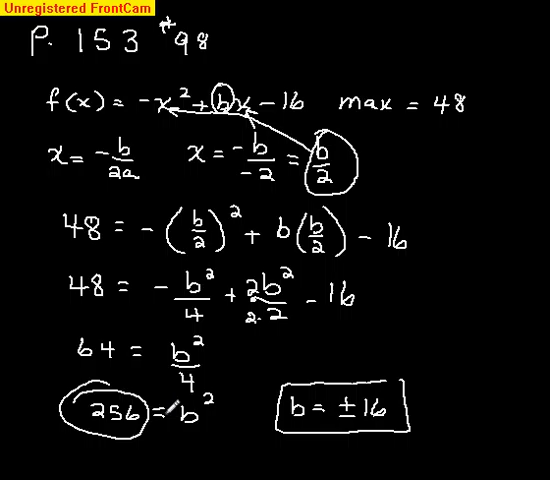 Unregistered FrontCam
P. 153 #98
f(x) = -x² + bx - 16 max = 48
x = -b/2a x = -b/-2 = b/2
48 = -(b/2)² + b(b/2) - 16
48 = -b²/4 + 2b²/2·2 - 16
64 = b²/4
256 = b² b = ±16